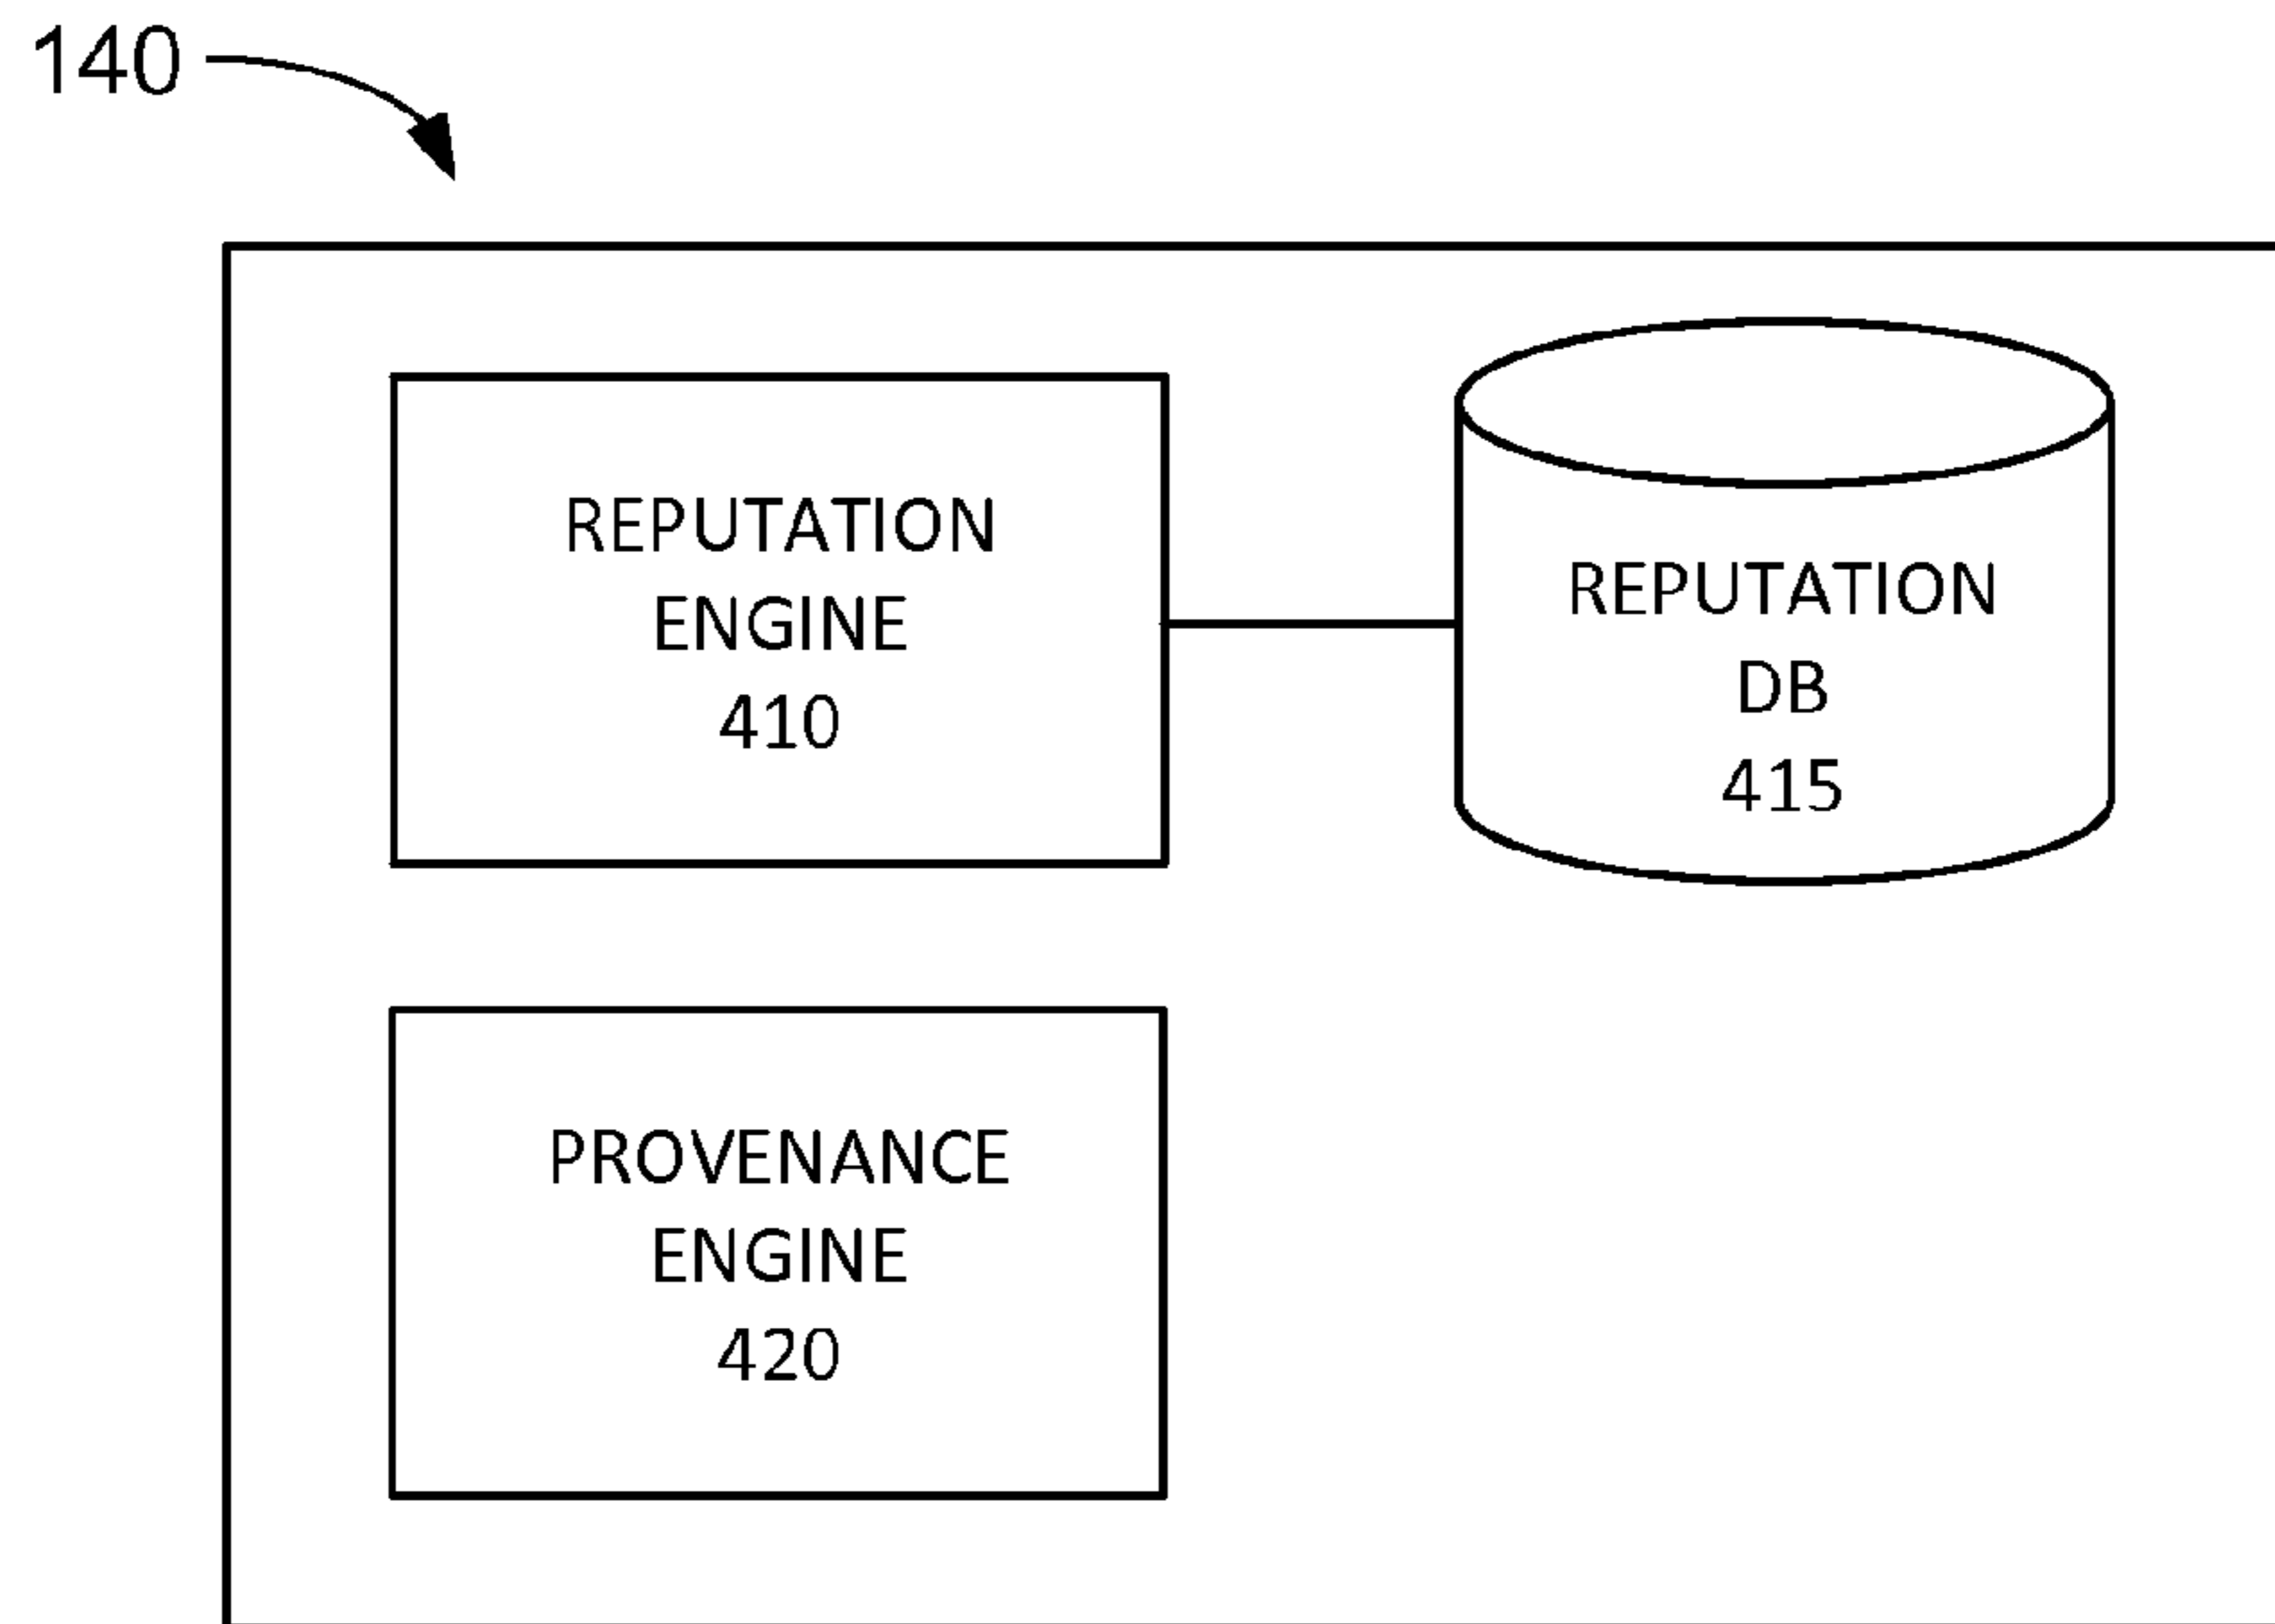 140
REPUTATION
ENGINE
410
REPUTATION
DB
415
PROVENANCE
ENGINE
420